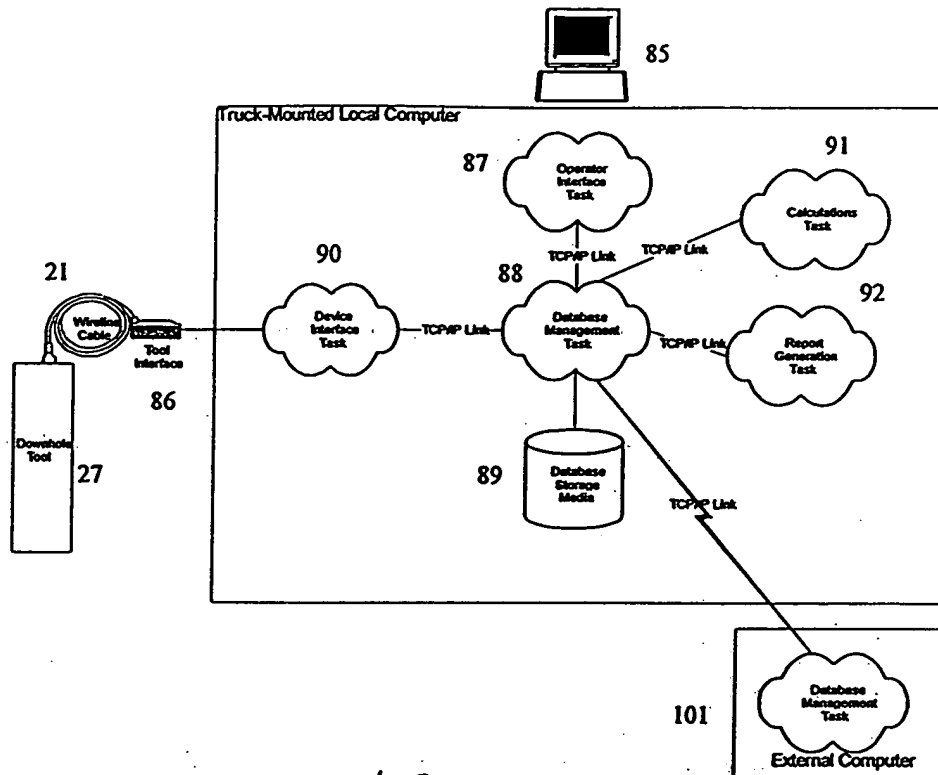 85
Truck-Mounted Local Computer
87
Operator
Interface
Task
91
Calculations
Task
TCP/IP Link
TCP/IP Link
90
88
92
21
Wireline
Cable
Tool
Interface
86
Device
Interface
Task
TCP/IP Link
Database
Management
Task
TCP/IP Link
Report
Generation
Task
Downhole
Tool
27
89
Database
Storage
Media
TCP/IP Link
101
Database
Management
Task
External Computer